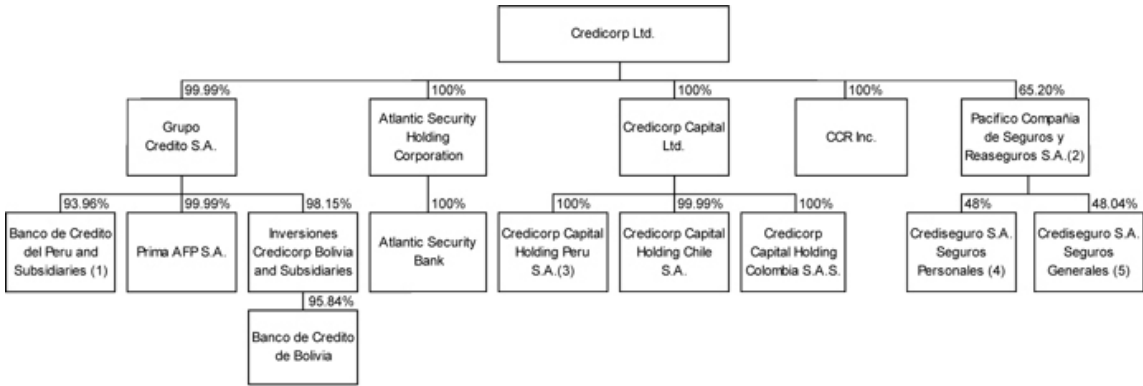 Credicorp Ltd.
99.99%
100%
100%
100%
65.20%
Grupo
Credito S.A.
Atlantic Security
Holding
Corporation
Credicorp Capital
Ltd.
CCR Inc.
Pacifico Compañia
de Seguros y
Reaseguros S.A.(2)
93.96%
99.99%
98.15%
100%
100%
99.99%
100%
48%
48.04%
Banco de Credito
del Peru and
Subsidiaries (1)
Prima AFP S.A.
Inversiones
Credicorp Bolivia
and Subsidiaries
Atlantic Security
Bank
Credicorp Capital
Holding Peru
S.A.(3)
Credicorp Capital
Holding Chile
S.A.
Credicorp
Capital Holding
Colombia S.A.S.
Crediseguro S.A.
Seguros
Personales (4)
Crediseguro S.A.
Seguros
Generales (5)
95.84%
Banco de Credito
de Bolivia